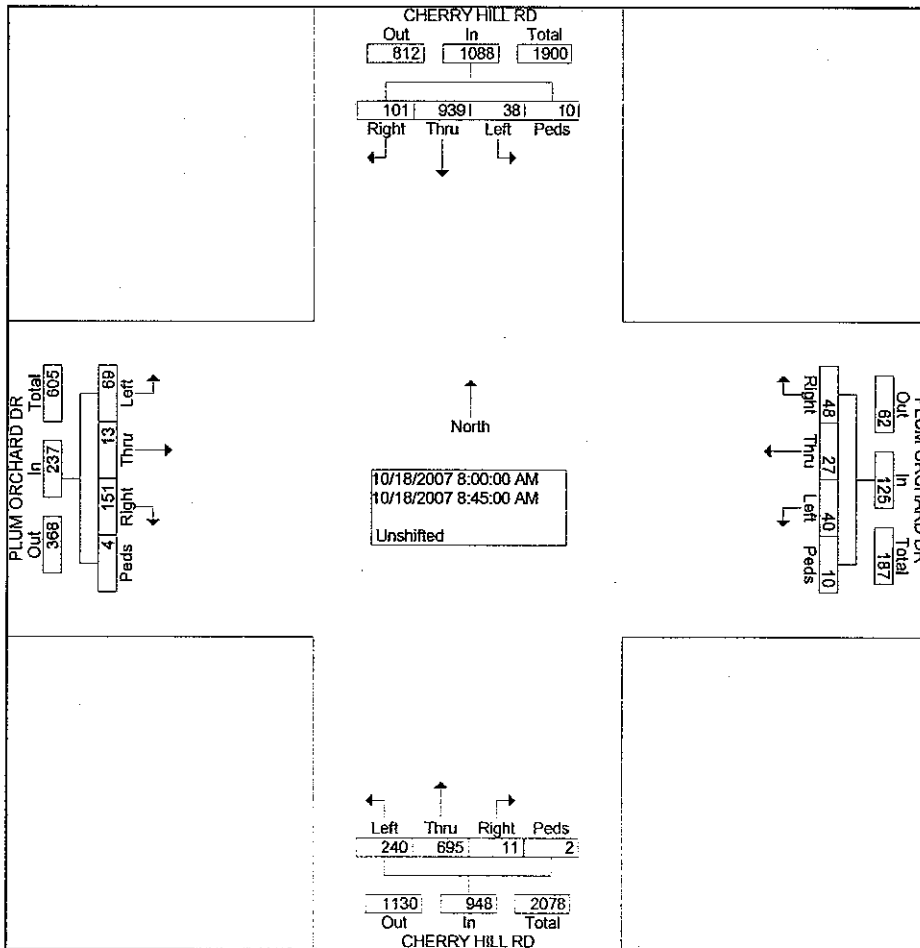 CHERRY HILL RD
Out In Total
812 1088 1900
101 939 38 10
Right Thru Left Peds
PLUM ORCHARD DR
Out In Total
368 237 605
69 13 151 4
Left Thru Right Peds
North
10/18/2007 8:00:00 AM
10/18/2007 8:45:00 AM
Unshifted
Right Thru Left Peds
48 27 40 10
Out In Total
62 125 187
PLUM ORCHARD DR
Left Thru Right Peds
240 695 11 2
1130 948 2078
Out In Total
CHERRY HILL RD